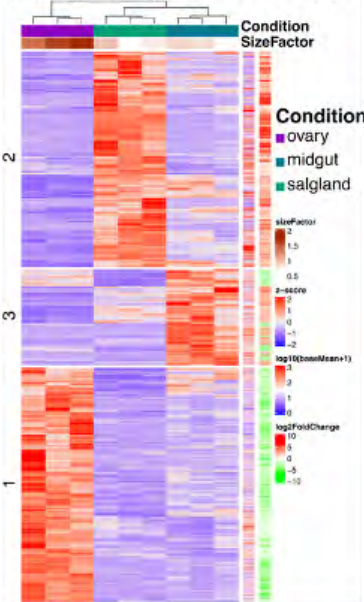 Condition
SizeFactor
2
3
1
Condition
ovary
midgut
salgland
sizeFactor
2
1.5
1
0.5
z-score
2
1
0
-1
-2
log10(baseMean+1)
3
2
1
0
log2FoldChange
10
5
0
-5
-10